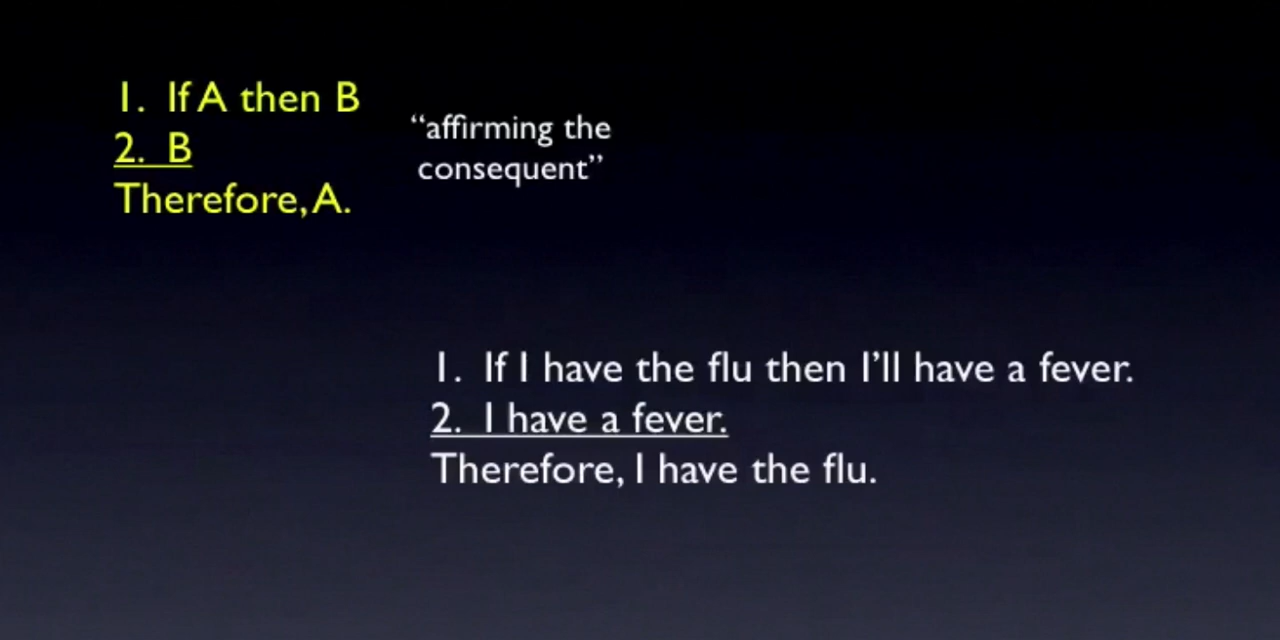 1. If A then B
2. B
Therefore, A.
“affirming the
consequent”
1. If I have the flu then I’ll have a fever.
2. I have a fever.
Therefore, I have the flu.